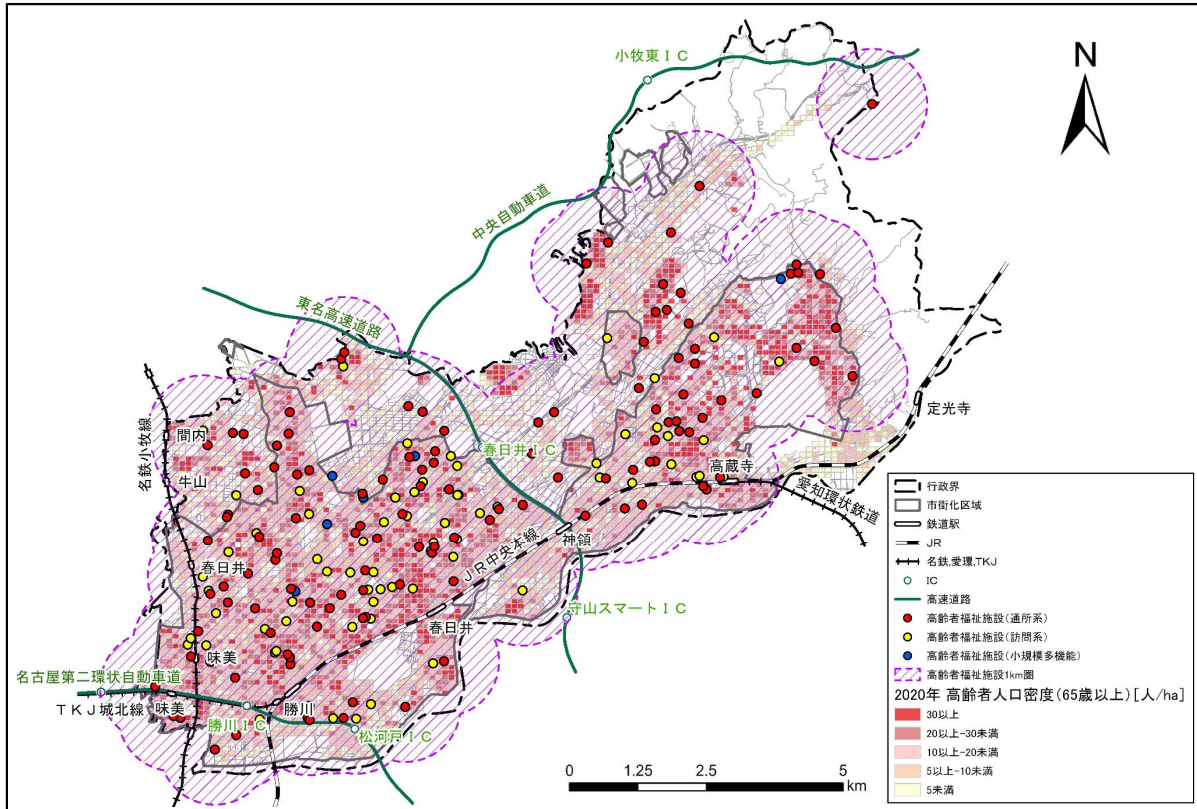 小牧東IC
N
中央自動車道
東名高速道路
名鉄小牧線
間内
牛山
春日井IC
定光寺
高蔵寺
愛知環状鉄道
神領
JR中央本線
春日井
守山スマートIC
春日井
味美
名古屋第二環状自動車道
TKJ城北線
味美
勝川
勝川IC
松河戸IC
0 1.25 2.5 5
km
行政界
市街化区域
鉄道駅
JR
名鉄,愛環,TKJ
IC
高速道路
高齢者福祉施設(通所系)
高齢者福祉施設(訪問系)
高齢者福祉施設(小規模多機能)
高齢者福祉施設1km圏
2020年 高齢者人口密度(65歳以上)[人/ha]
30以上
20以上-30未満
10以上-20未満
5以上-10未満
5未満